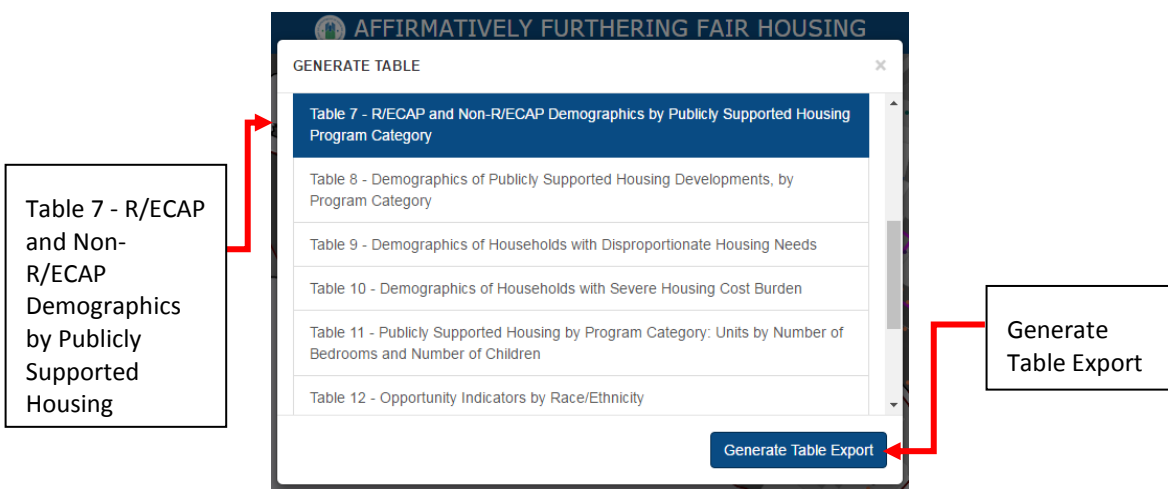 AFFIRMATIVELY FURTHERING FAIR HOUSING
GENERATE TABLE
×
Table 7 - R/ECAP and Non-R/ECAP Demographics by Publicly Supported Housing
Program Category
Table 8 - Demographics of Publicly Supported Housing Developments, by
Program Category
Table 9 - Demographics of Households with Disproportionate Housing Needs
Table 10 - Demographics of Households with Severe Housing Cost Burden
Table 11 - Publicly Supported Housing by Program Category: Units by Number of
Bedrooms and Number of Children
Table 12 - Opportunity Indicators by Race/Ethnicity
Generate Table Export
Table 7 - R/ECAP
and Non-
R/ECAP
Demographics
by Publicly
Supported
Housing
Generate
Table Export